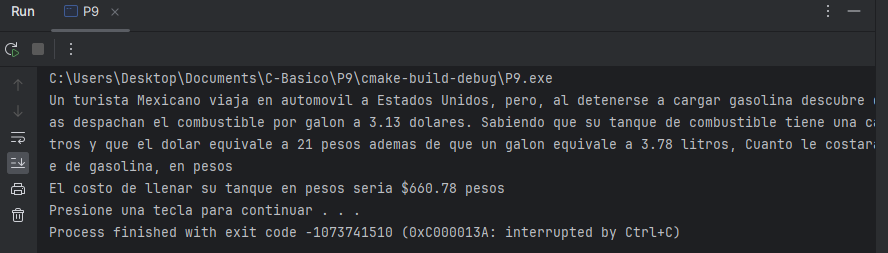 Run P9
C:\Users\Desktop\Documents\C-Basico\P9\cmake-build-debug\P9.exe
Un turista Mexicano viaja en automovil a Estados Unidos, pero, al detenerse a cargar gasolina descubre
as despachan el combustible por galon a 3.13 dolares. Sabiendo que su tanque de combustible tiene una ca
tros y que el dolar equivale a 21 pesos ademas de que un galon equivale a 3.78 litros, Cuanto le costara
e de gasolina, en pesos
El costo de llenar su tanque en pesos seria $660.78 pesos
Presione una tecla para continuar . . .
Process finished with exit code -1073741510 (0xC000013A: interrupted by Ctrl+C)